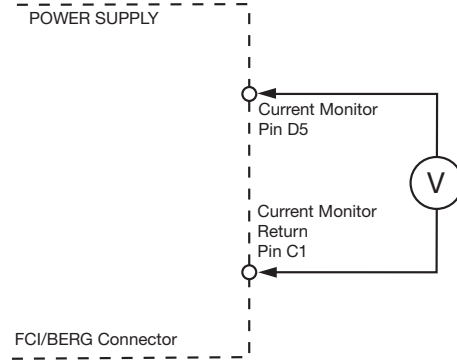 POWER SUPPLY
Current Monitor
Pin D5
V
Current Monitor
Return
Pin C1
FCI/BERG Connector